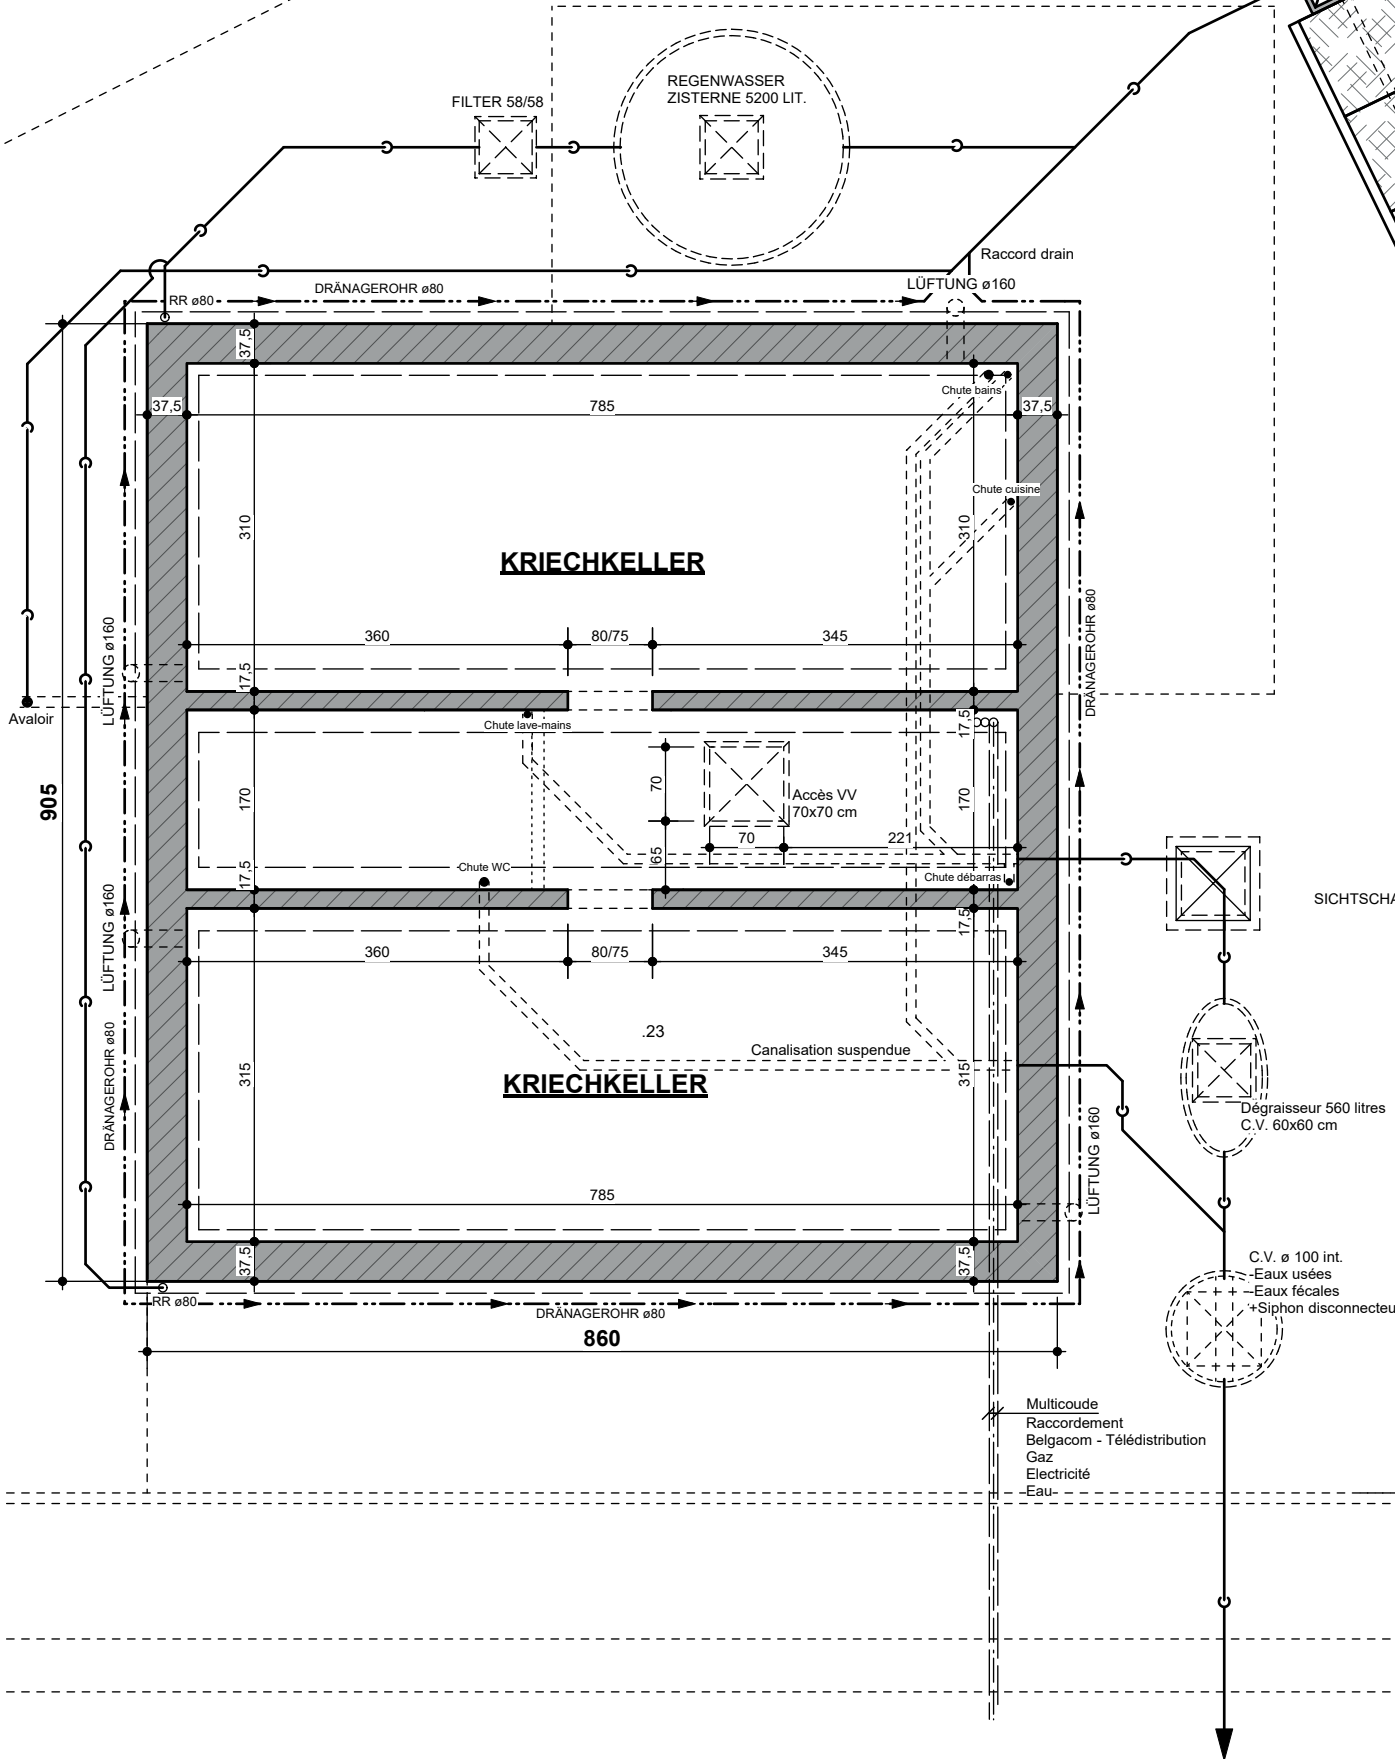 REGENWASSER
ZISTERNE 5200 LIT.
FILTER 58/58
Raccord drain
LÜFTUNG ø160
DRÄNAGEROHR ø80
RR ø80
37,5
Chute bains
37,5
785
37,5
Chute cuisine
310
310
KRIECHKELLER
DRÄNAGEROHR ø80
LÜFTUNG ø160
360
80/75
345
17,5
Avaloir
Chute lave-mains
17,5
905
170
70
Accès VV
70x70 cm
170
70
221
65
17,5
Chute WC
Chute débarras
SICHTSCHA
LÜFTUNG ø160
17,5
360
80/75
345
.23
Canalisation suspendue
DRÄNAGEROHR ø80
315
315
KRIECHKELLER
Dégraisseur 560 litres
C.V. 60x60 cm
LÜFTUNG ø160
785
37,5
37,5
C.V. ø 100 int.
-Eaux usées
-Eaux fécales
+Siphon disconnecteu
RR ø80
DRÄNAGEROHR ø80
860
Multicoude
Raccordement
Belgacom - Télédistribution
Gaz
Electricité
Eau